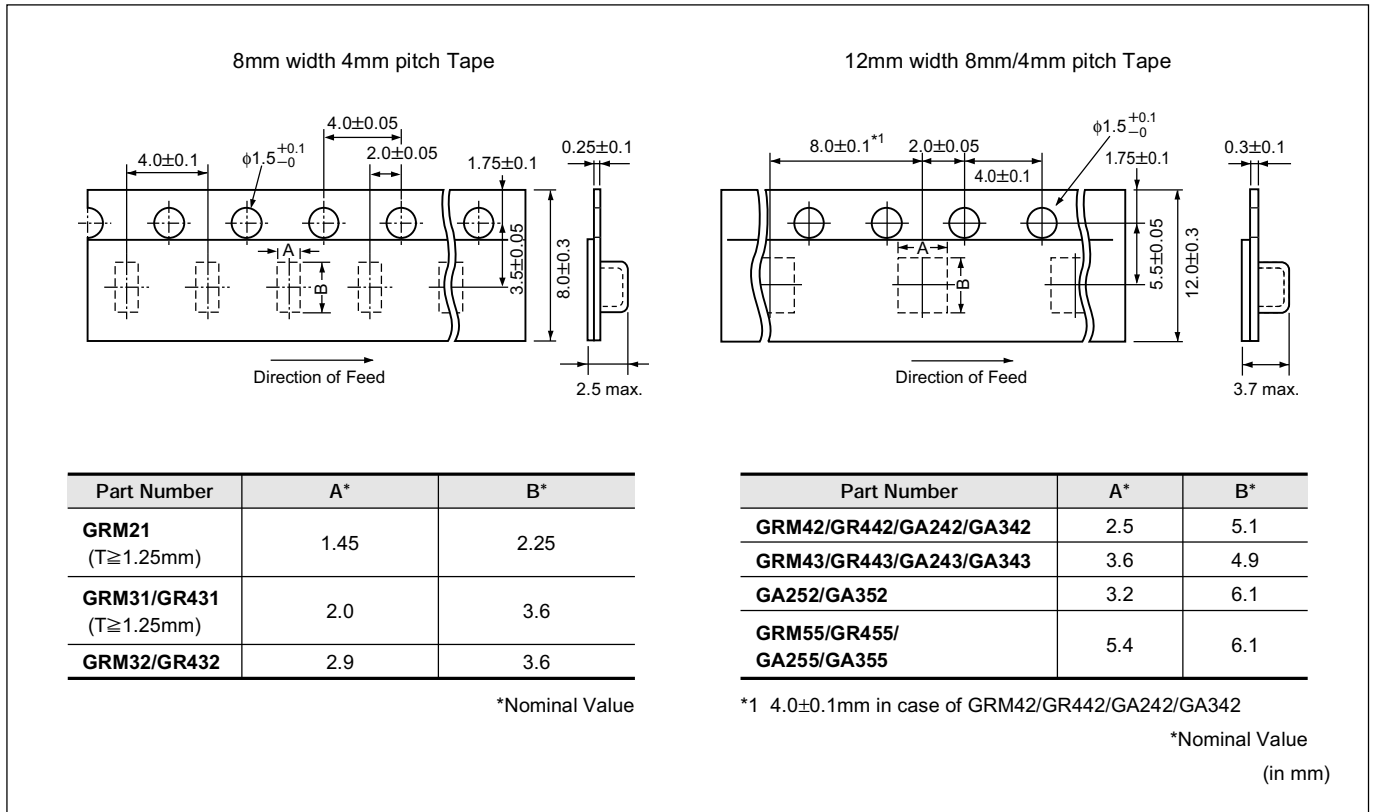 8mm width 4mm pitch Tape
4.0±0.1
φ1.5 +0.1 −0
4.0±0.05
2.0±0.05
1.75±0.1
0.25±0.1
A
B
3.5±0.05
8.0±0.3
Direction of Feed
2.5 max.
12mm width 8mm/4mm pitch Tape
8.0±0.1 *1
2.0±0.05
4.0±0.1
φ1.5 +0.1 −0
1.75±0.1
0.3±0.1
A
B
5.5±0.05
12.0±0.3
Direction of Feed
3.7 max.
Part Number A* B*
GRM21
(T≧1.25mm) 1.45 2.25
GRM31/GR431
(T≧1.25mm) 2.0 3.6
GRM32/GR432 2.9 3.6
*Nominal Value
Part Number A* B*
GRM42/GR442/GA242/GA342 2.5 5.1
GRM43/GR443/GA243/GA343 3.6 4.9
GA252/GA352 3.2 6.1
GRM55/GR455/
GA255/GA355 5.4 6.1
*1 4.0±0.1mm in case of GRM42/GR442/GA242/GA342
*Nominal Value
(in mm)